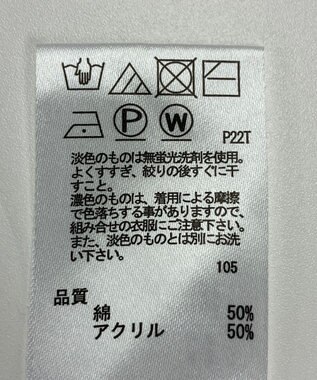 P W P22T
淡色のものは無蛍光洗剤を使用。
よくすすぎ、絞りの後すぐに干
すこと。
濃色のものは、着用による摩擦
で色落ちする事がありますので、
組み合せの衣服にご注意下さい。
また、淡色のものとは別にお洗
い下さい。
105
品質
綿 50%
アクリル 50%